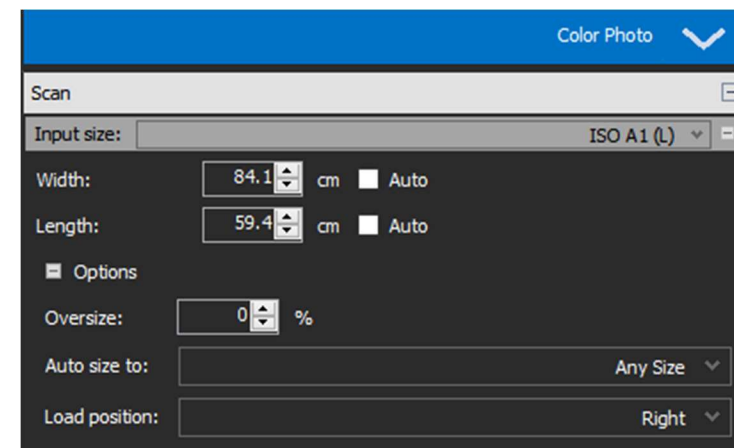 Color Photo
Scan
Input size: ISO A1 (L)
Width: 84.1 cm Auto
Length: 59.4 cm Auto
Options
Oversize: 0 %
Auto size to: Any Size
Load position: Right